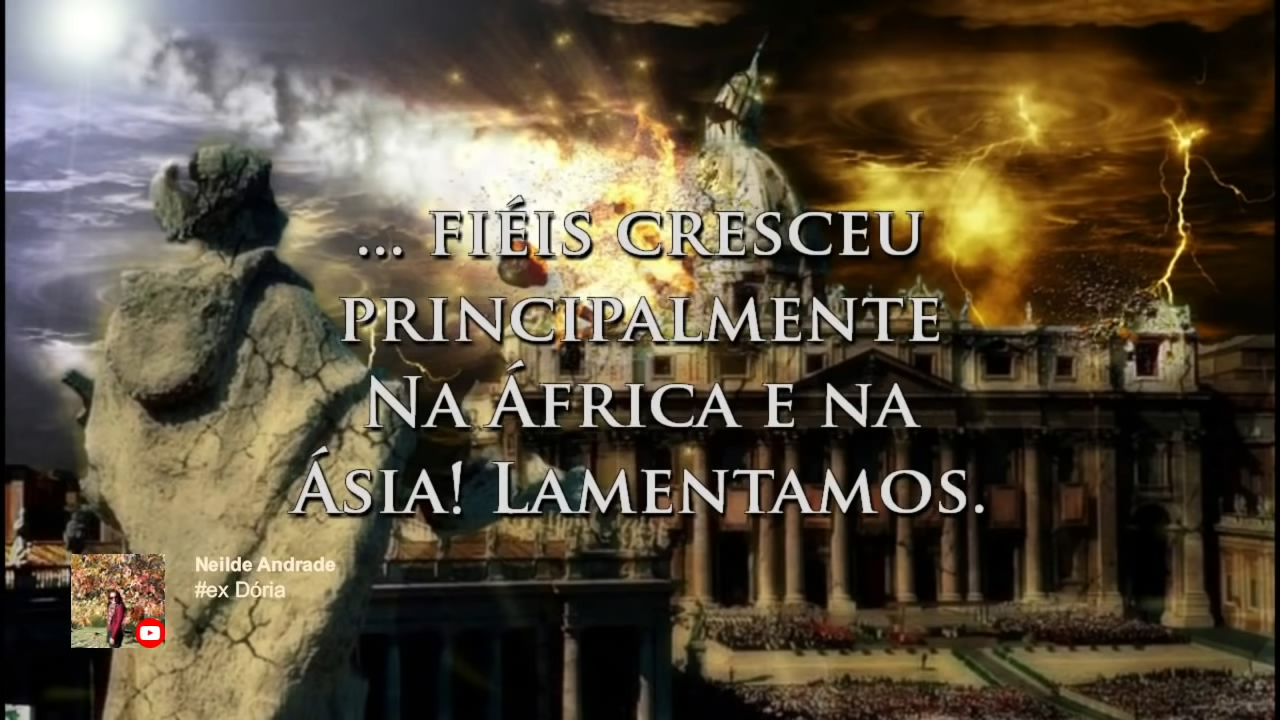 ... FIÉIS CRESCEU
PRINCIPALMENTE
NA ÁFRICA E NA
ÁSIA! LAMENTAMOS.
Neilde Andrade
#ex Dória